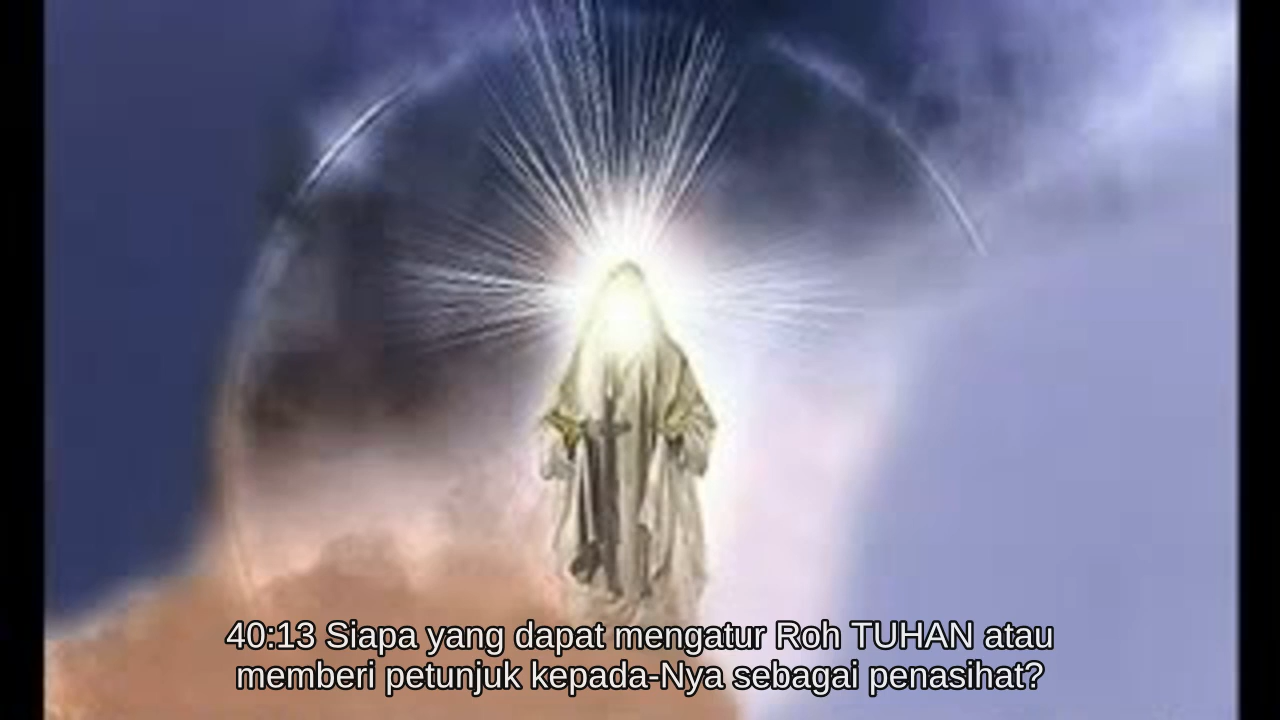 40:13 Siapa yang dapat mengatur Roh TUHAN atau
memberi petunjuk kepada-Nya sebagai penasihat?